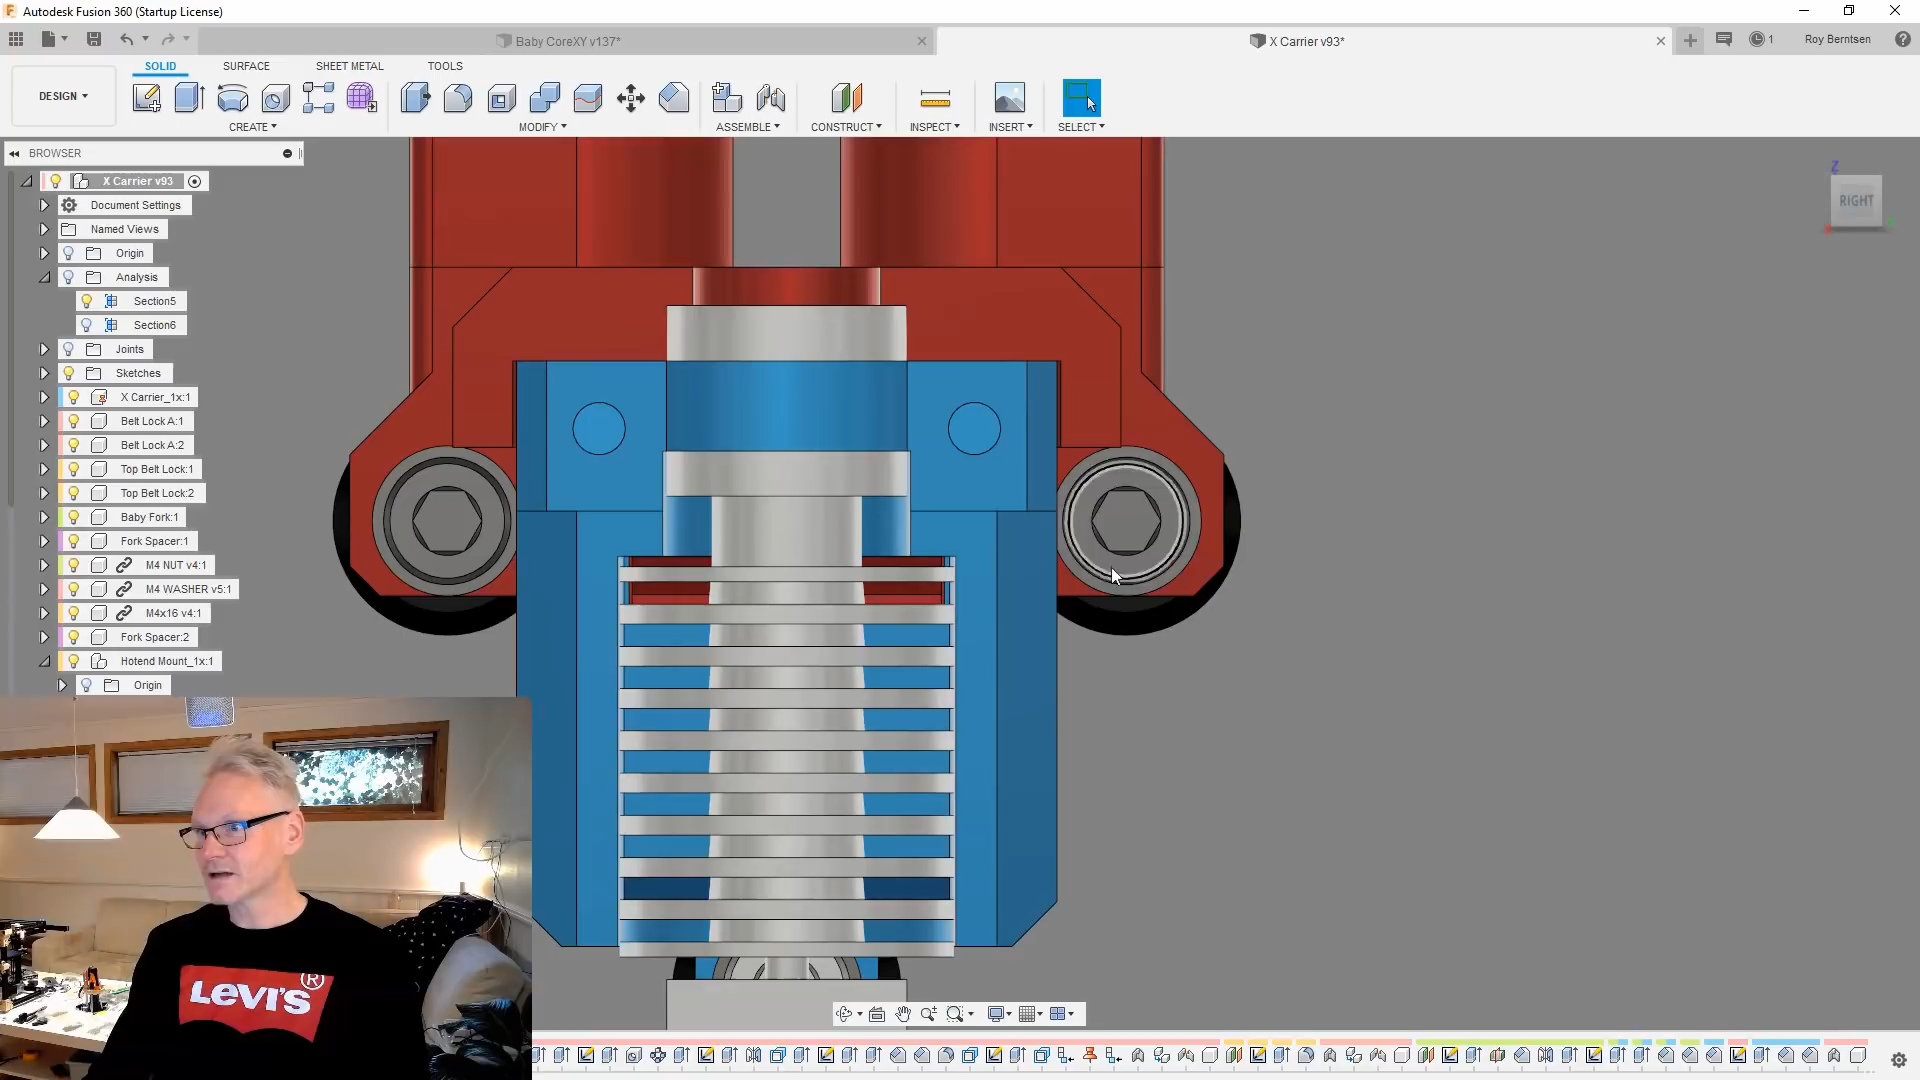 Autodesk Fusion 360 (Startup License)
Baby CoreXY v137*
X Carrier v93*
1
Roy Berntsen
DESIGN
SOLID
SURFACE
SHEET METAL
TOOLS
CREATE
MODIFY
ASSEMBLE
CONSTRUCT
INSPECT
INSERT
SELECT
BROWSER
X Carrier v93
Document Settings
Named Views
Origin
Analysis
Section5
Section6
Joints
Sketches
X Carrier_1x:1
Belt Lock A:1
Belt Lock A:2
Top Belt Lock:1
Top Belt Lock:2
Baby Fork:1
Fork Spacer:1
M4 NUT v4:1
M4 WASHER v5:1
M4x16 v4:1
Fork Spacer:2
Hotend Mount_1x:1
Origin
Z
RIGHT
LEVI'S ®